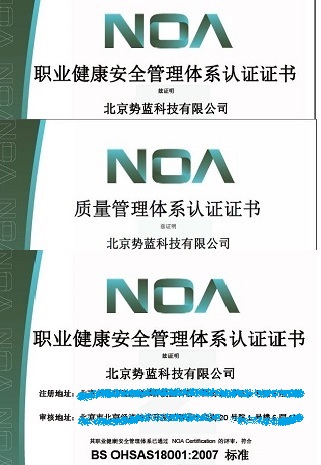 NOA
职业健康安全管理体系认证证书
兹证明
北京势蓝科技有限公司
NOA
质量管理体系认证证书
兹证明
北京势蓝科技有限公司
NOA
职业健康安全管理体系认证证书
兹证明
北京势蓝科技有限公司
注册地址:
审核地址:
其职业健康安全管理体系已通过 NOA Certification 的评审,符合
BS OHSAS18001:2007 标准